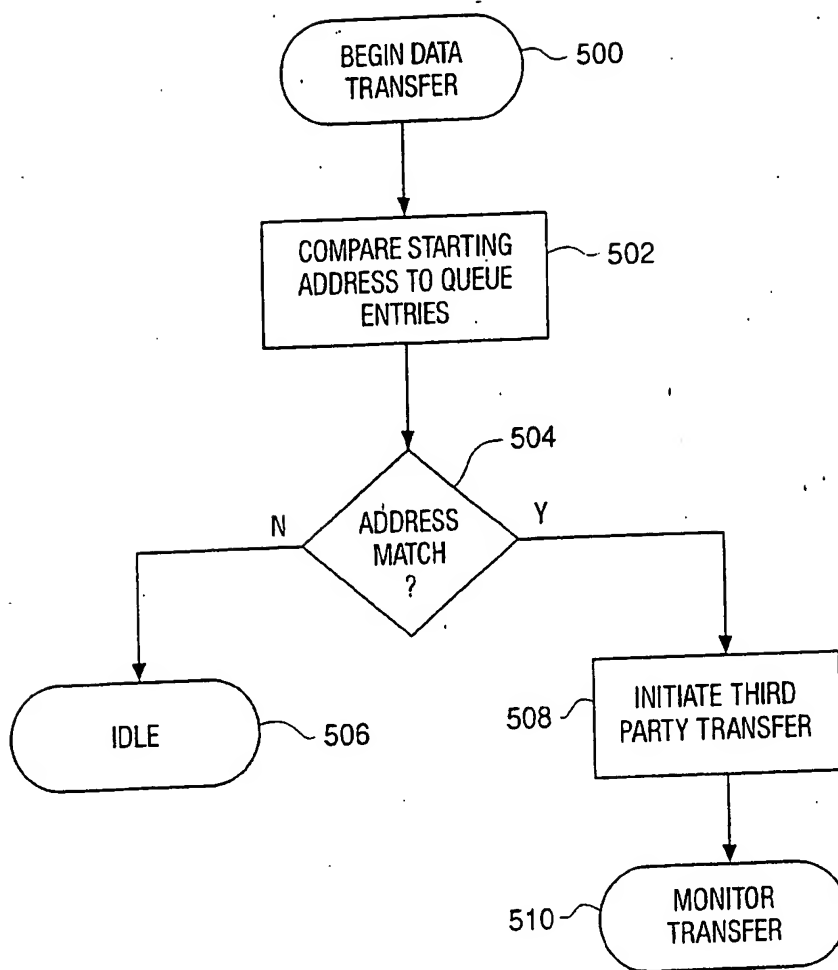 BEGIN DATA
TRANSFER
500
COMPARE STARTING
ADDRESS TO QUEUE
ENTRIES
502
504
N
ADDRESS
MATCH
?
Y
IDLE
506
508
INITIATE THIRD
PARTY TRANSFER
510
MONITOR
TRANSFER